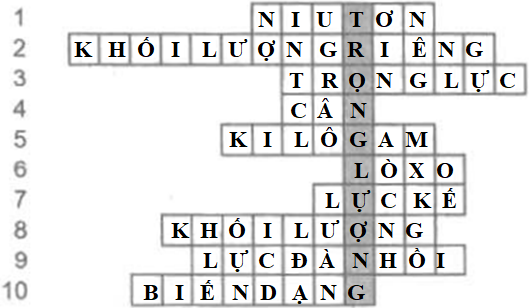 1 NIUTƠN
2 KHỐILƯỢNGRIÊNG
3 TRỌNGLỰC
4 CÂN
5 KILÔGAM
6 LÒXO
7 LỰCKẾ
8 KHỐILƯỢNG
9 LỰCĐÀNHỒI
10 BIẾNDẠNG